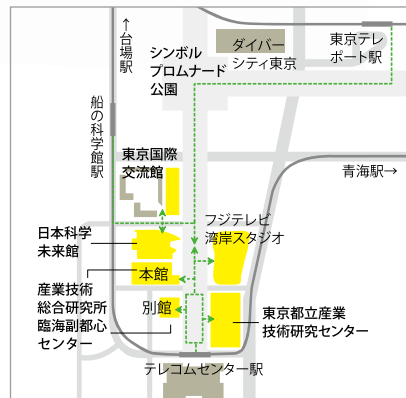 ←台場駅
シンボル
プロムナード
公園
ダイバー
シティ東京
東京テレ
ポート駅
船の科学館駅
東京国際
交流館
青海駅→
日本科学
未来館
フジテレビ
湾岸スタジオ
本館
産業技術
総合研究所
臨海副都心
センター
別館
東京都立産業
技術研究センター
テレコムセンター駅